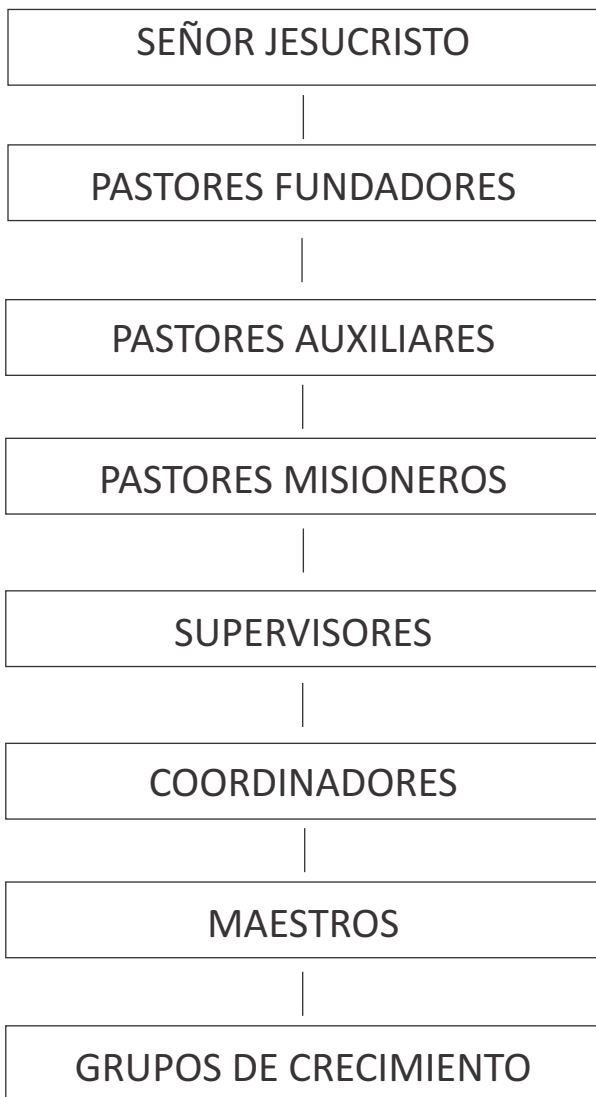 SEÑOR JESUCRISTO
PASTORES FUNDADORES
PASTORES AUXILIARES
PASTORES MISIONEROS
SUPERVISORES
COORDINADORES
MAESTROS
GRUPOS DE CRECIMIENTO